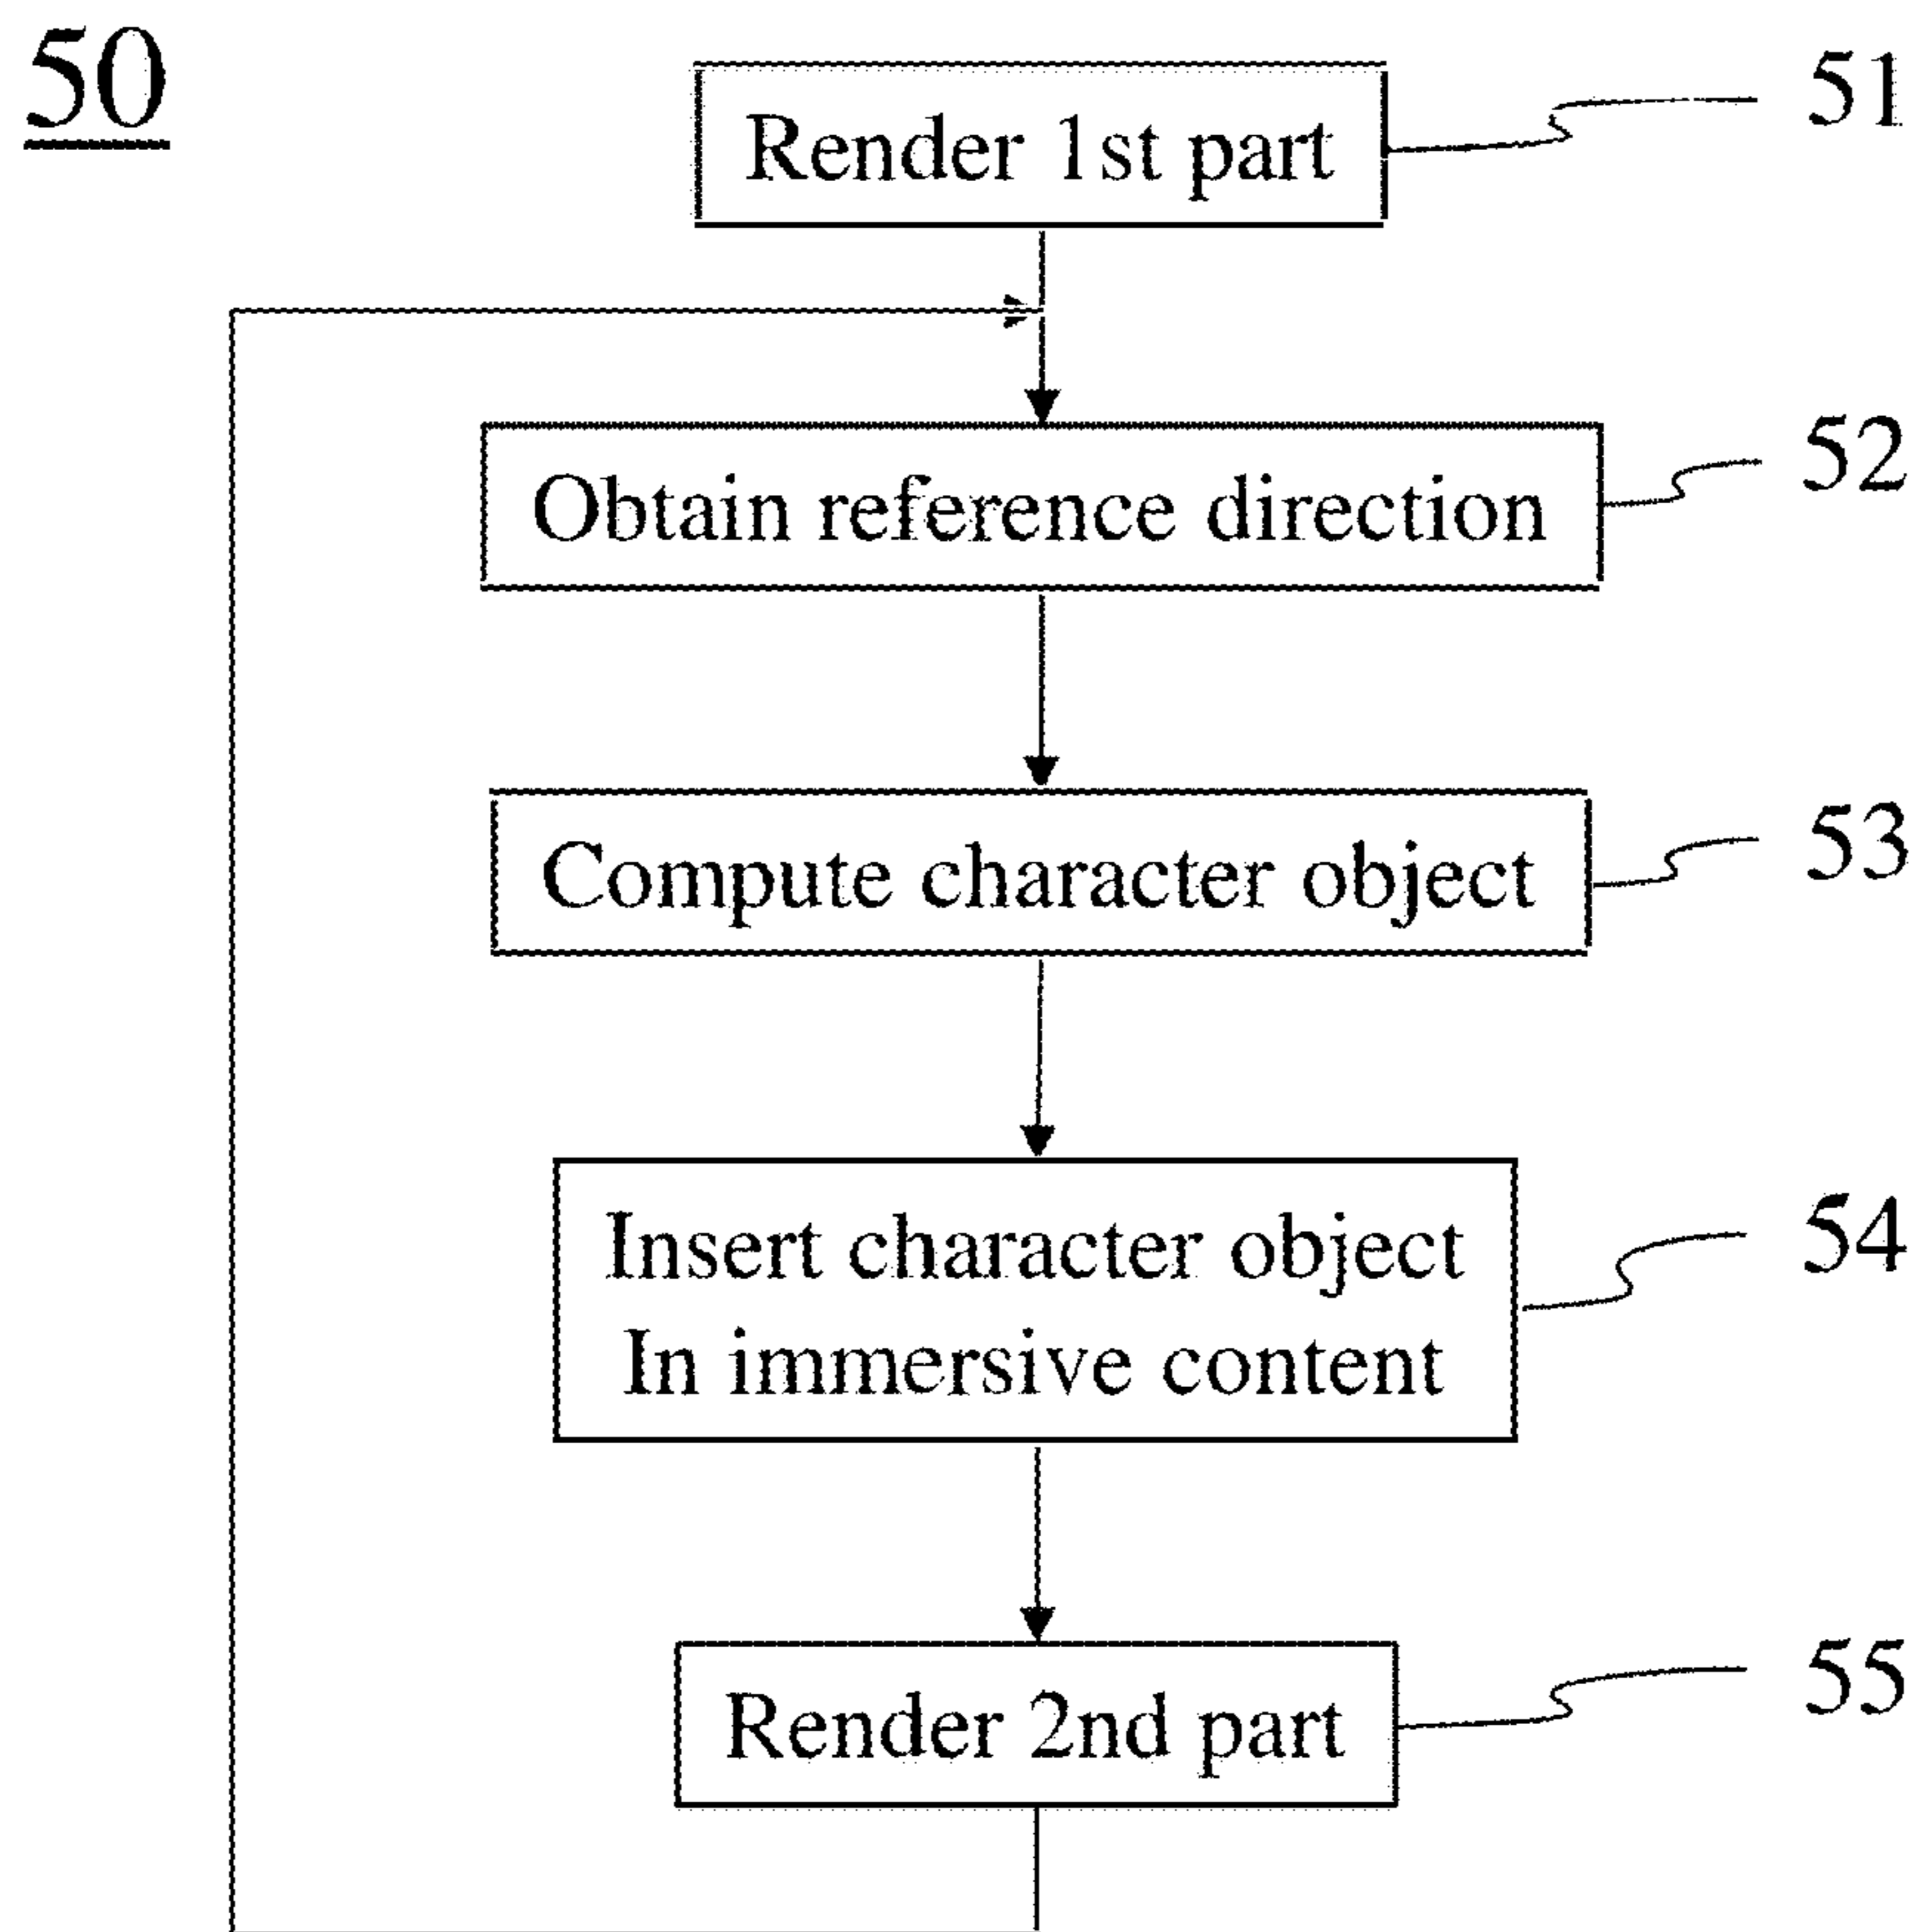 50
Render 1st part
51
Obtain reference direction
52
Compute character object
53
Insert character object
In immersive content
54
Render 2nd part
55